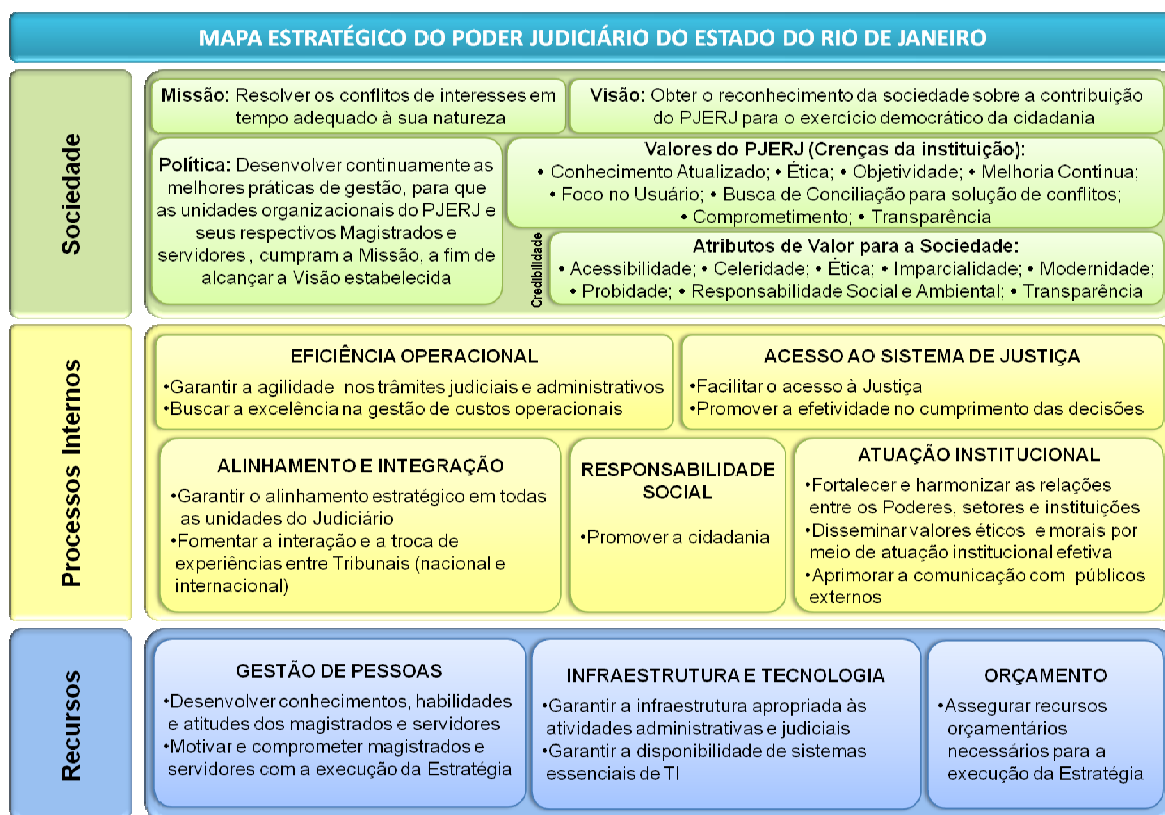 MAPA ESTRATÉGICO DO PODER JUDICIÁRIO DO ESTADO DO RIO DE JANEIRO
Sociedade
Missão: Resolver os conflitos de interesses em
tempo adequado à sua natureza
Visão: Obter o reconhecimento da sociedade sobre a contribuição
do PJERJ para o exercício democrático da cidadania
Política: Desenvolver continuamente as
melhores práticas de gestão, para que
as unidades organizacionais do PJERJ e
seus respectivos Magistrados e
servidores , cumpram a Missão, a fim de
alcançar a Visão estabelecida
Valores do PJERJ (Crenças da instituição):
• Conhecimento Atualizado; • Ética; • Objetividade; • Melhoria Continua;
• Foco no Usuário; • Busca de Conciliação para solução de conflitos;
• Comprometimento; • Transparência
Credibilidade
Atributos de Valor para a Sociedade:
• Acessibilidade; • Celeridade; • Ética; • Imparcialidade; • Modernidade;
• Probidade; • Responsabilidade Social e Ambiental; • Transparência
Processos Internos
EFICIÊNCIA OPERACIONAL
•Garantir a agilidade nos trâmites judiciais e administrativos
•Buscar a excelência na gestão de custos operacionais
ACESSO AO SISTEMA DE JUSTIÇA
•Facilitar o acesso à Justiça
•Promover a efetividade no cumprimento das decisões
ALINHAMENTO E INTEGRAÇÃO
•Garantir o alinhamento estratégico em todas
as unidades do Judiciário
•Fomentar a interação e a troca de
experiências entre Tribunais (nacional e
internacional)
RESPONSABILIDADE
SOCIAL
•Promover a cidadania
ATUAÇÃO INSTITUCIONAL
•Fortalecer e harmonizar as relações
entre os Poderes, setores e instituições
•Disseminar valores éticos e morais por
meio de atuação institucional efetiva
•Aprimorar a comunicação com públicos
externos
Recursos
GESTÃO DE PESSOAS
•Desenvolver conhecimentos, habilidades
e atitudes dos magistrados e servidores
•Motivar e comprometer magistrados e
servidores com a execução da Estratégia
INFRAESTRUTURA E TECNOLOGIA
•Garantir a infraestrutura apropriada às
atividades administrativas e judiciais
•Garantir a disponibilidade de sistemas
essenciais de TI
ORÇAMENTO
•Assegurar recursos
orçamentários
necessários para a
execução da Estratégia